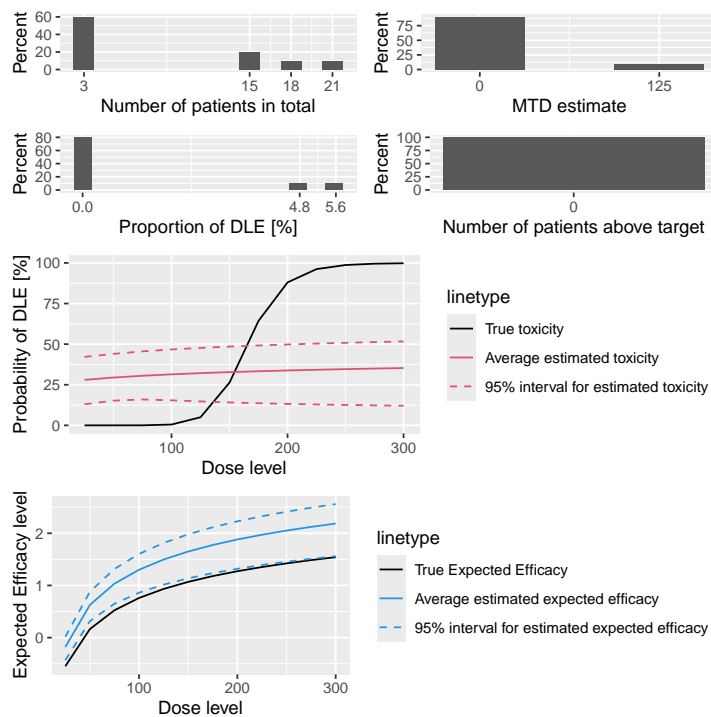 Percent
60
40
20
0
3
15
18
21
Number of patients in total
Percent
75
50
25
0
0
125
MTD estimate
Percent
80
60
40
20
0
0.0
4.8
5.6
Proportion of DLE [%]
Percent
100
75
50
25
0
0
Number of patients above target
Probability of DLE [%]
100
75
50
25
0
100
200
300
Dose level
linetype
True toxicity
Average estimated toxicity
95% interval for estimated toxicity
Expected Efficacy level
2
1
0
100
200
300
Dose level
linetype
True Expected Efficacy
Average estimated expected efficacy
95% interval for estimated expected efficacy